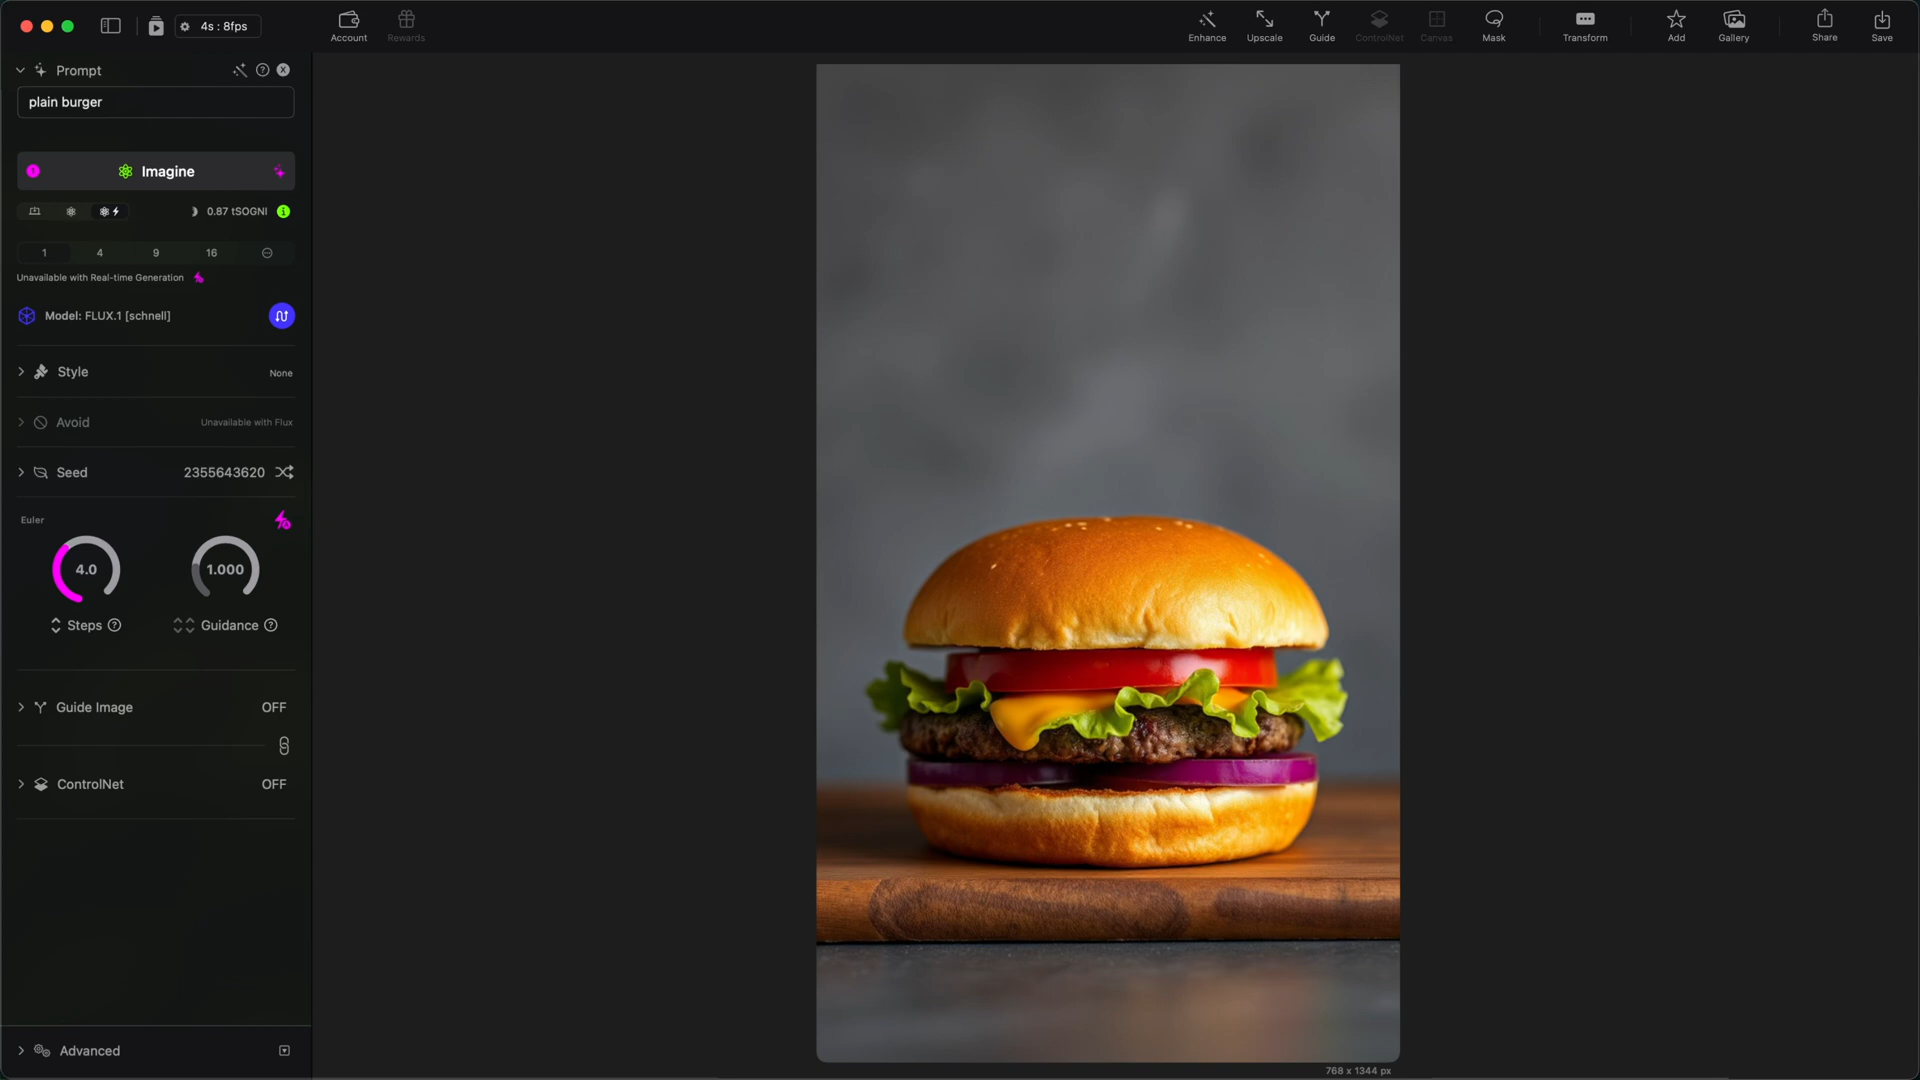 4s : 8fps
Account
Rewards
Enhance
Upscale
Guide
ControlNet
Canvas
Mask
Transform
Add
Gallery
Share
Save
Prompt
plain burger
Imagine
0.87 tSOGNI
1 4 9 16
Unavailable with Real-time Generation
Model: FLUX.1 [schnell]
Style None
Avoid Unavailable with Flux
Seed 2355643620
Euler
4.0 1.000
Steps Guidance
Guide Image OFF
ControlNet OFF
Advanced
768 x 1344 px